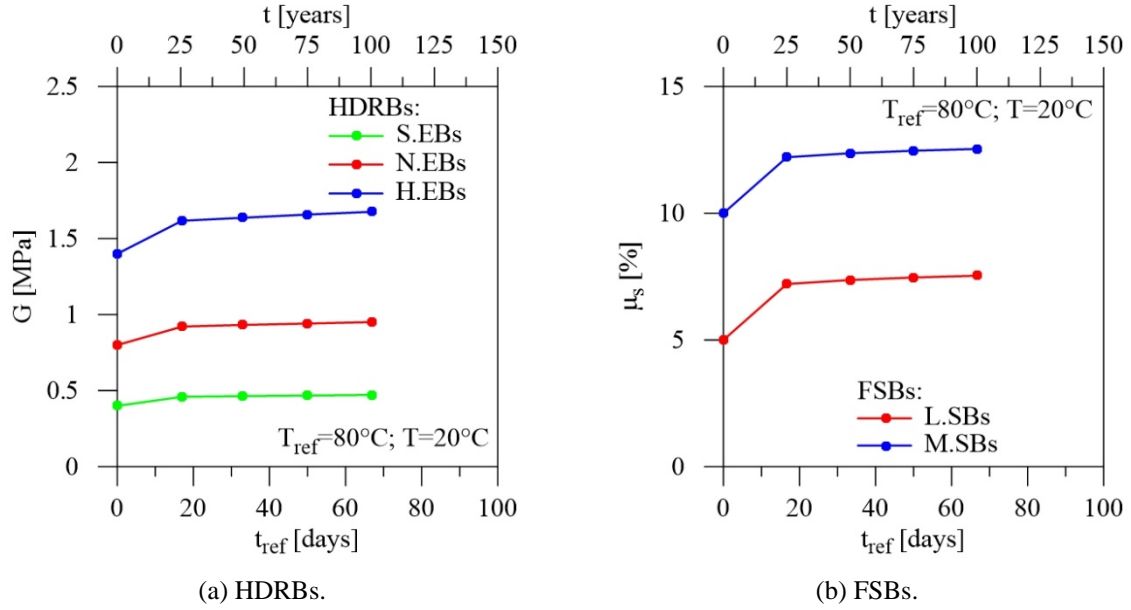 t [years]
0 25 50 75 100 125 150
2.5
2
1.5
1
0.5
0
G [MPa]
HDRBs:
S.EBs
N.EBs
H.EBs
T_ref=80°C; T=20°C
0 20 40 60 80 100
t_ref [days]
(a) HDRBs.
t [years]
0 25 50 75 100 125 150
15
10
5
0
μ_s [%]
T_ref=80°C; T=20°C
FSBs:
L.SBs
M.SBs
0 20 40 60 80 100
t_ref [days]
(b) FSBs.